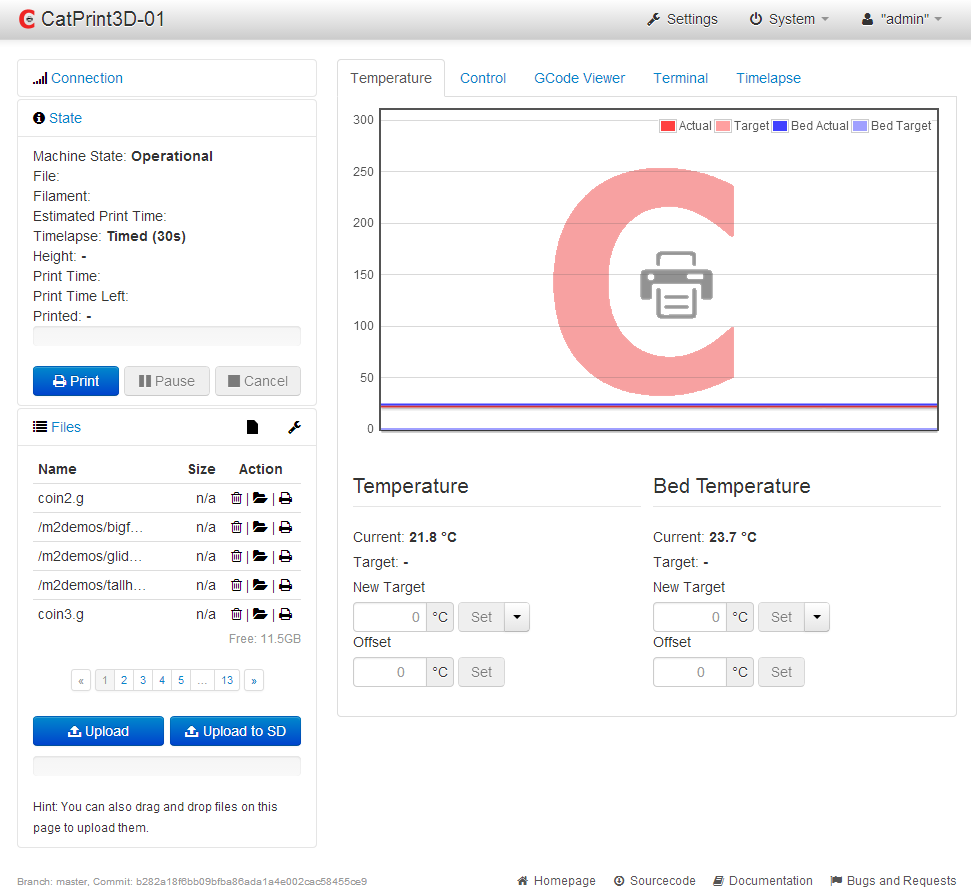 CatPrint3D-01
Settings
System
"admin"
Connection
State
Machine State: Operational
File:
Filament:
Estimated Print Time:
Timelapse: Timed (30s)
Height: -
Print Time:
Print Time Left:
Printed: -
Print
Pause
Cancel
Files
Name Size Action
coin2.g n/a | |
/m2demos/bigf... n/a | |
/m2demos/glid... n/a | |
/m2demos/tallh... n/a | |
coin3.g n/a | |
Free: 11.5GB
« 1 2 3 4 5 ... 13 »
Upload
Upload to SD
Hint: You can also drag and drop files on this
page to upload them.
Temperature
Control
GCode Viewer
Terminal
Timelapse
300
250
200
150
100
50
0
Actual
Target
Bed Actual
Bed Target
Temperature
Current: 21.8 °C
Target: -
New Target
0 °C Set
Offset
0 °C Set
Bed Temperature
Current: 23.7 °C
Target: -
New Target
0 °C Set
Offset
0 °C Set
Branch: master, Commit: b282a18f6bb09bfba86ada1a4e002cac58455ce9
Homepage
Sourcecode
Documentation
Bugs and Requests